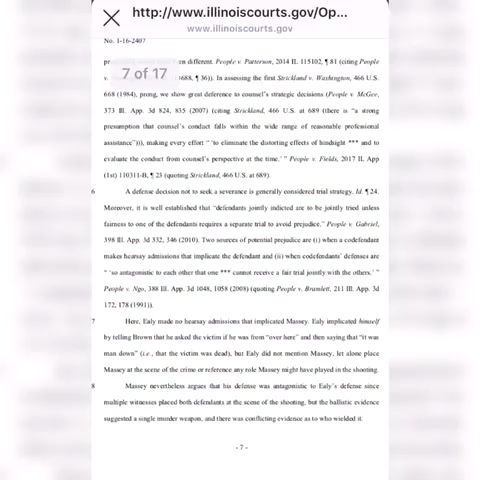 http://www.illinoiscourts.gov/Op...
www.illinoiscourts.gov
No. 1-16-2407
7 of 17
en different. People v. Patterson, 2014 IL 115102, ¶ 81 (citing People
v. 688, ¶ 36)). In assessing the first Strickland v. Washington, 466 U.S.
668 (1984), prong, we show great deference to counsel's strategic decisions (People v. McGee,
373 Ill. App. 3d 824, 835 (2007) (citing Strickland, 466 U.S. at 689 (there is "a strong
presumption that counsel's conduct falls within the wide range of reasonable professional
assistance"))), making every effort " 'to eliminate the distorting effects of hindsight *** and to
evaluate the conduct from counsel's perspective at the time.' " People v. Fields, 2017 IL App
(1st) 110311-B, ¶ 23 (quoting Strickland, 466 U.S. at 689).
6 A defense decision not to seek a severance is generally considered trial strategy. Id. ¶ 24.
Moreover, it is well established that "defendants jointly indicted are to be jointly tried unless
fairness to one of the defendants requires a separate trial to avoid prejudice." People v. Gabriel,
398 Ill. App. 3d 332, 346 (2010). Two sources of potential prejudice are (i) when a codefendant
makes hearsay admissions that implicate the defendant and (ii) when codefendants' defenses are
" 'so antagonistic to each other that one *** cannot receive a fair trial jointly with the others.' "
People v. Ngo, 388 Ill. App. 3d 1048, 1058 (2008) (quoting People v. Bramlett, 211 Ill. App. 3d
172, 178 (1991)).
7 Here, Ealy made no hearsay admissions that implicated Massey. Ealy implicated himself
by telling Brown that he asked the victim if he was from "over here" and then saying that "it was
man down" (i.e., that the victim was dead), but Ealy did not mention Massey, let alone place
Massey at the scene of the crime or reference any role Massey might have played in the shooting.
8 Massey nevertheless argues that his defense was antagonistic to Ealy's defense since
multiple witnesses placed both defendants at the scene of the shooting, but the ballistic evidence
suggested a single murder weapon, and there was conflicting evidence as to who wielded it.
- 7 -